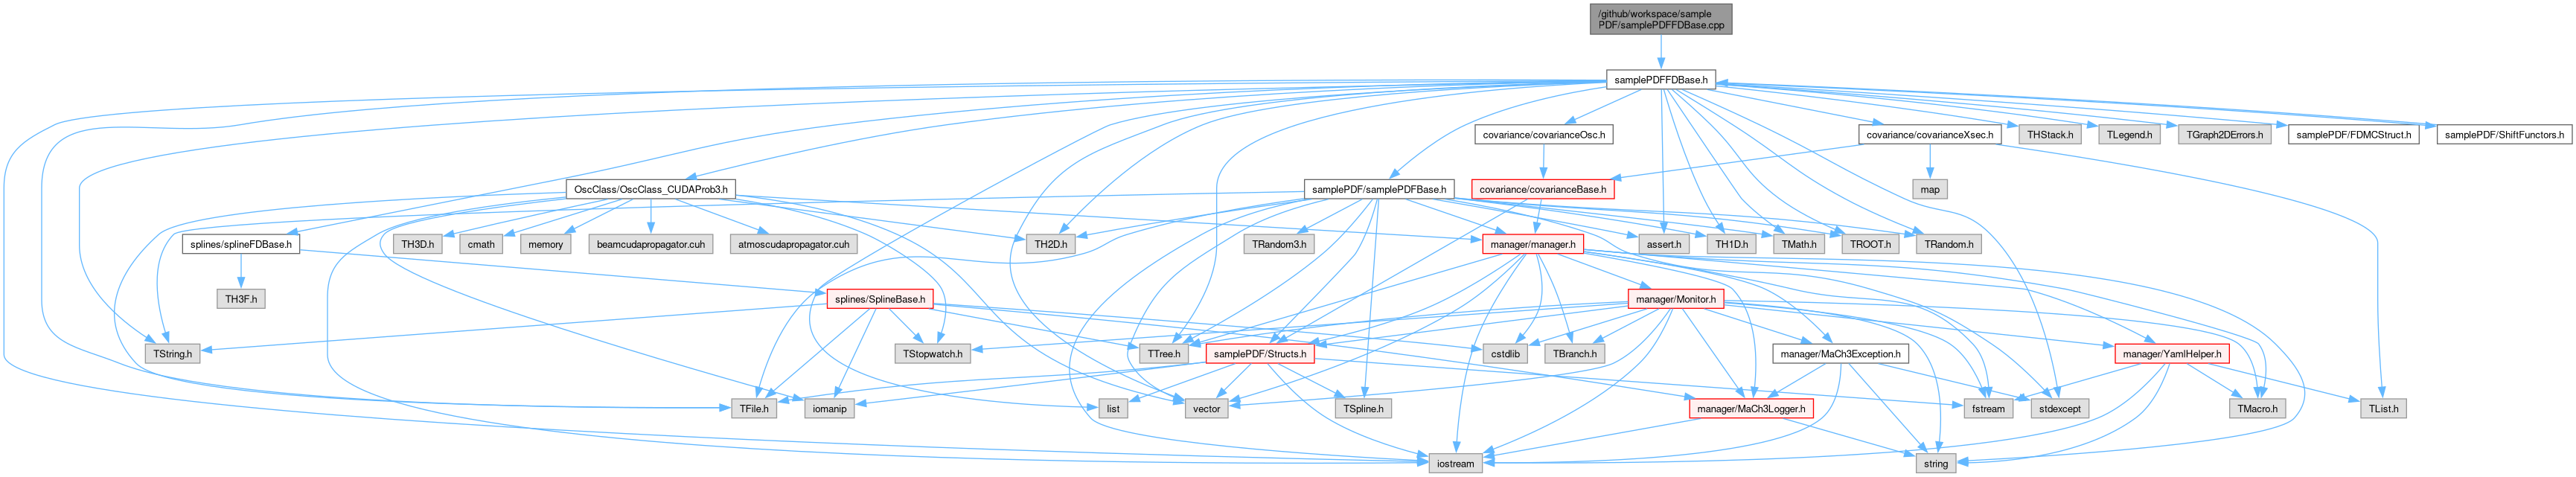 /github/workspace/sample
PDF/samplePDFFDBase.cpp
samplePDFFDBase.h
covariance/covarianceOsc.h
covariance/covarianceXsec.h
THStack.h
TLegend.h
TGraph2DErrors.h
samplePDF/FDMCStruct.h
samplePDF/ShiftFunctors.h
OscClass/OscClass_CUDAProb3.h
samplePDF/samplePDFBase.h
covariance/covarianceBase.h
map
splines/splineFDBase.h
TH3D.h
cmath
memory
beamcudapropagator.cuh
atmoscudapropagator.cuh
TH2D.h
TRandom3.h
manager/manager.h
assert.h
TH1D.h
TMath.h
TROOT.h
TRandom.h
TH3F.h
splines/SplineBase.h
manager/Monitor.h
TString.h
TStopwatch.h
TTree.h
samplePDF/Structs.h
cstdlib
TBranch.h
manager/MaCh3Exception.h
manager/YamlHelper.h
TFile.h
iomanip
list
vector
TSpline.h
manager/MaCh3Logger.h
fstream
stdexcept
TMacro.h
TList.h
iostream
string